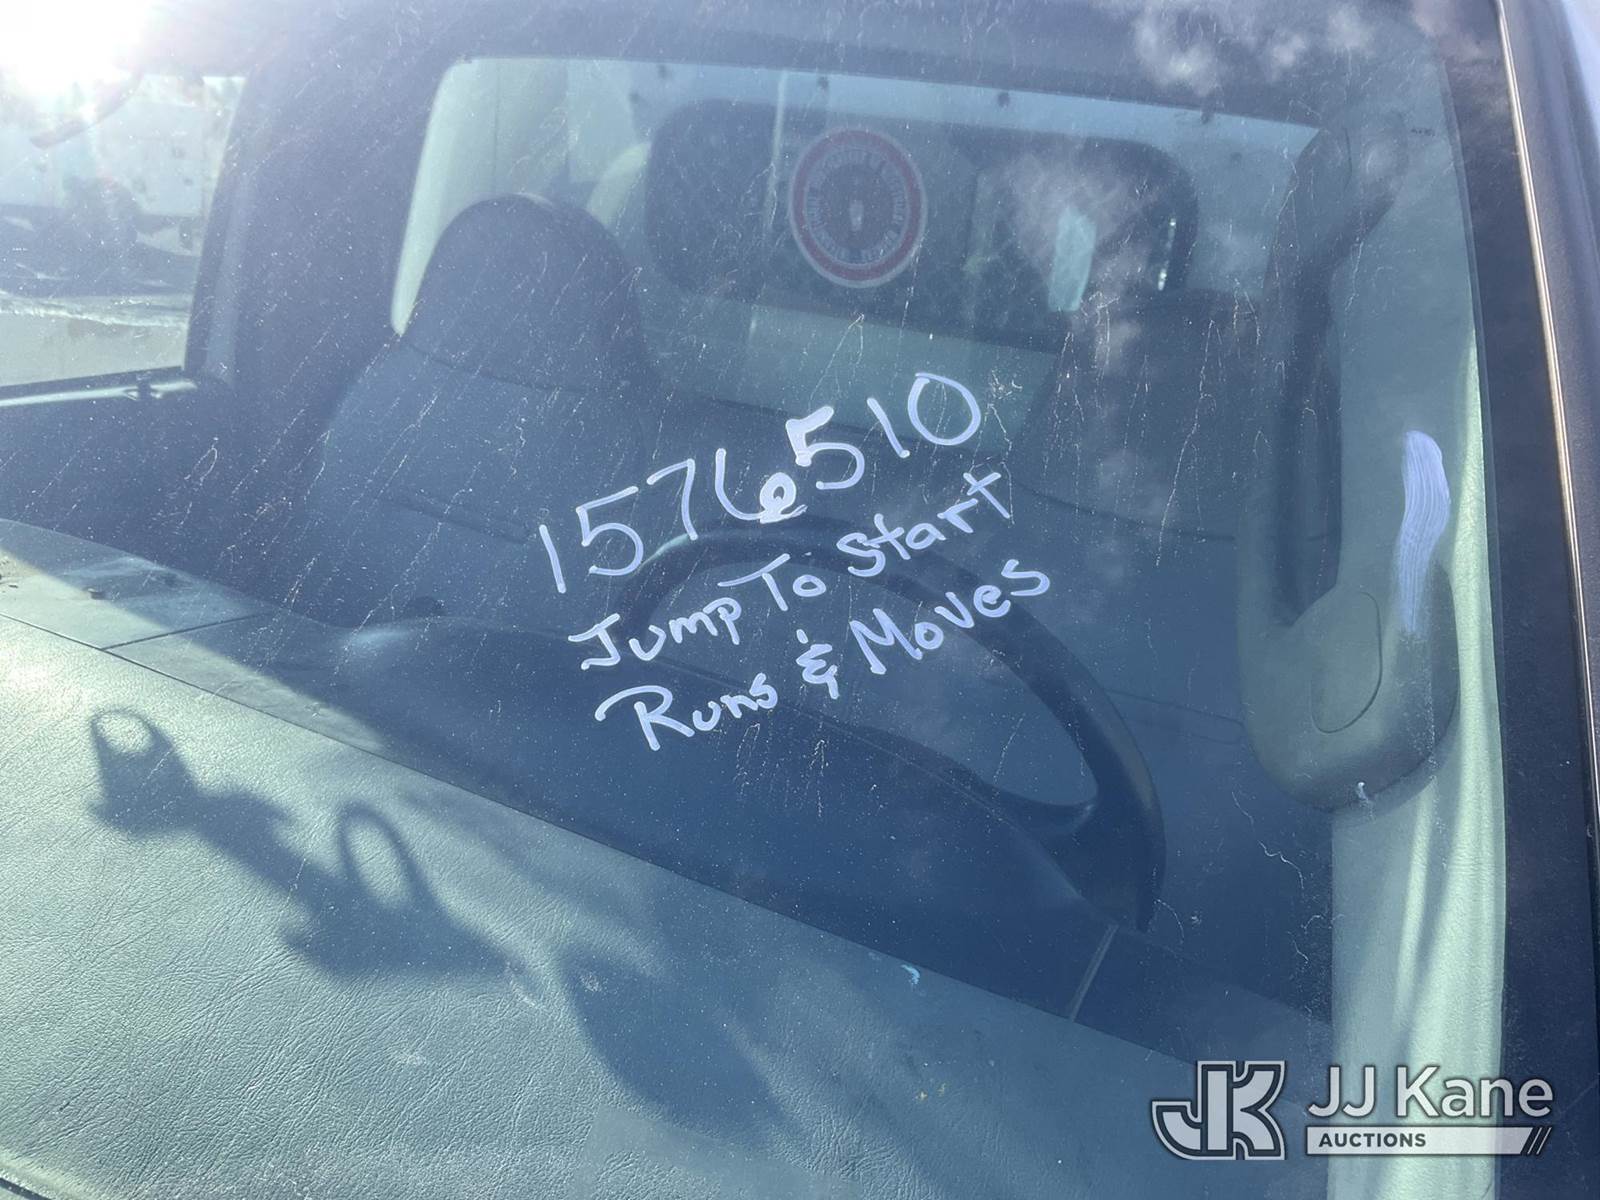 1576510
Jump To Start
Runs & Moves
JJ Kane
AUCTIONS